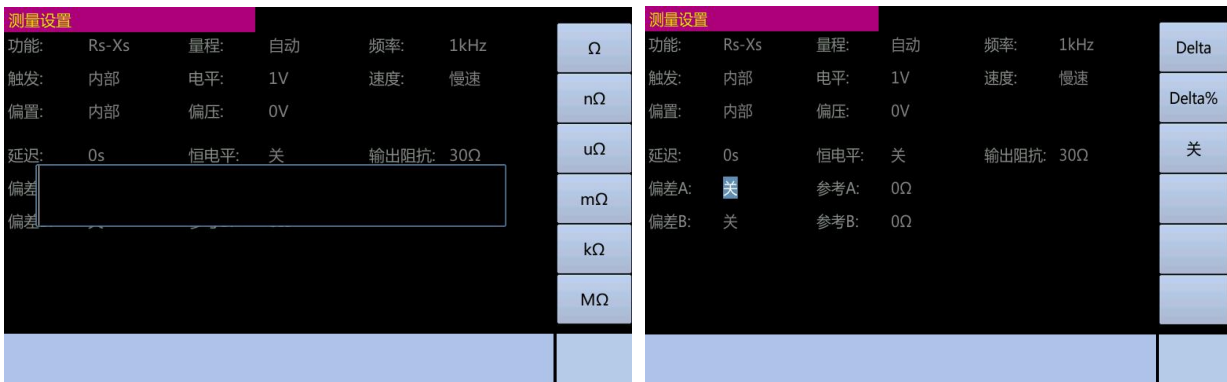 测量设置
功能: Rs-Xs 量程: 自动 频率: 1kHz
触发: 内部 电平: 1V 速度: 慢速
偏置: 内部 偏压: 0V
延迟: 0s 恒电平: 关 输出阻抗: 30Ω
偏差
偏差
Ω
nΩ
uΩ
mΩ
kΩ
MΩ
测量设置
功能: Rs-Xs 量程: 自动 频率: 1kHz
触发: 内部 电平: 1V 速度: 慢速
偏置: 内部 偏压: 0V
延迟: 0s 恒电平: 关 输出阻抗: 30Ω
偏差A: 关 参考A: 0Ω
偏差B: 关 参考B: 0Ω
Delta
Delta%
关